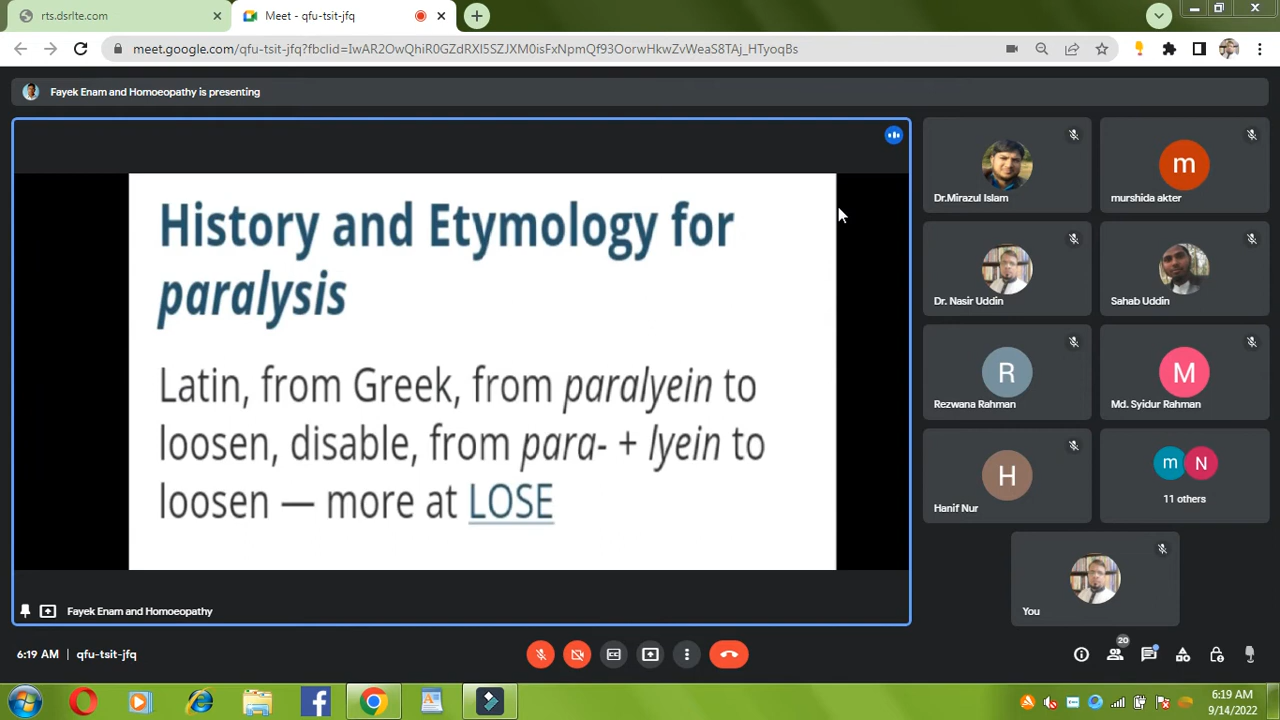 rts.dsrlte.com
Meet - qfu-tsit-jfq
meet.google.com/qfu-tsit-jfq?fbclid=IwAR2OwQhiR0GZdRXI5SZJXM0isFxNpmQf93OorwHkwZvWeaS8TAj_HTyoqBs
Fayek Enam and Homoeopathy is presenting
History and Etymology for
paralysis
Latin, from Greek, from paralyein to
loosen, disable, from para- + lyein to
loosen — more at LOSE
Fayek Enam and Homoeopathy
Dr.Mirazul Islam
m
murshida akter
Dr. Nasir Uddin
Sahab Uddin
R
Rezwana Rahman
M
Md. Syidur Rahman
H
Hanif Nur
m N
11 others
You
6:19 AM | qfu-tsit-jfq
20
6:19 AM
9/14/2022